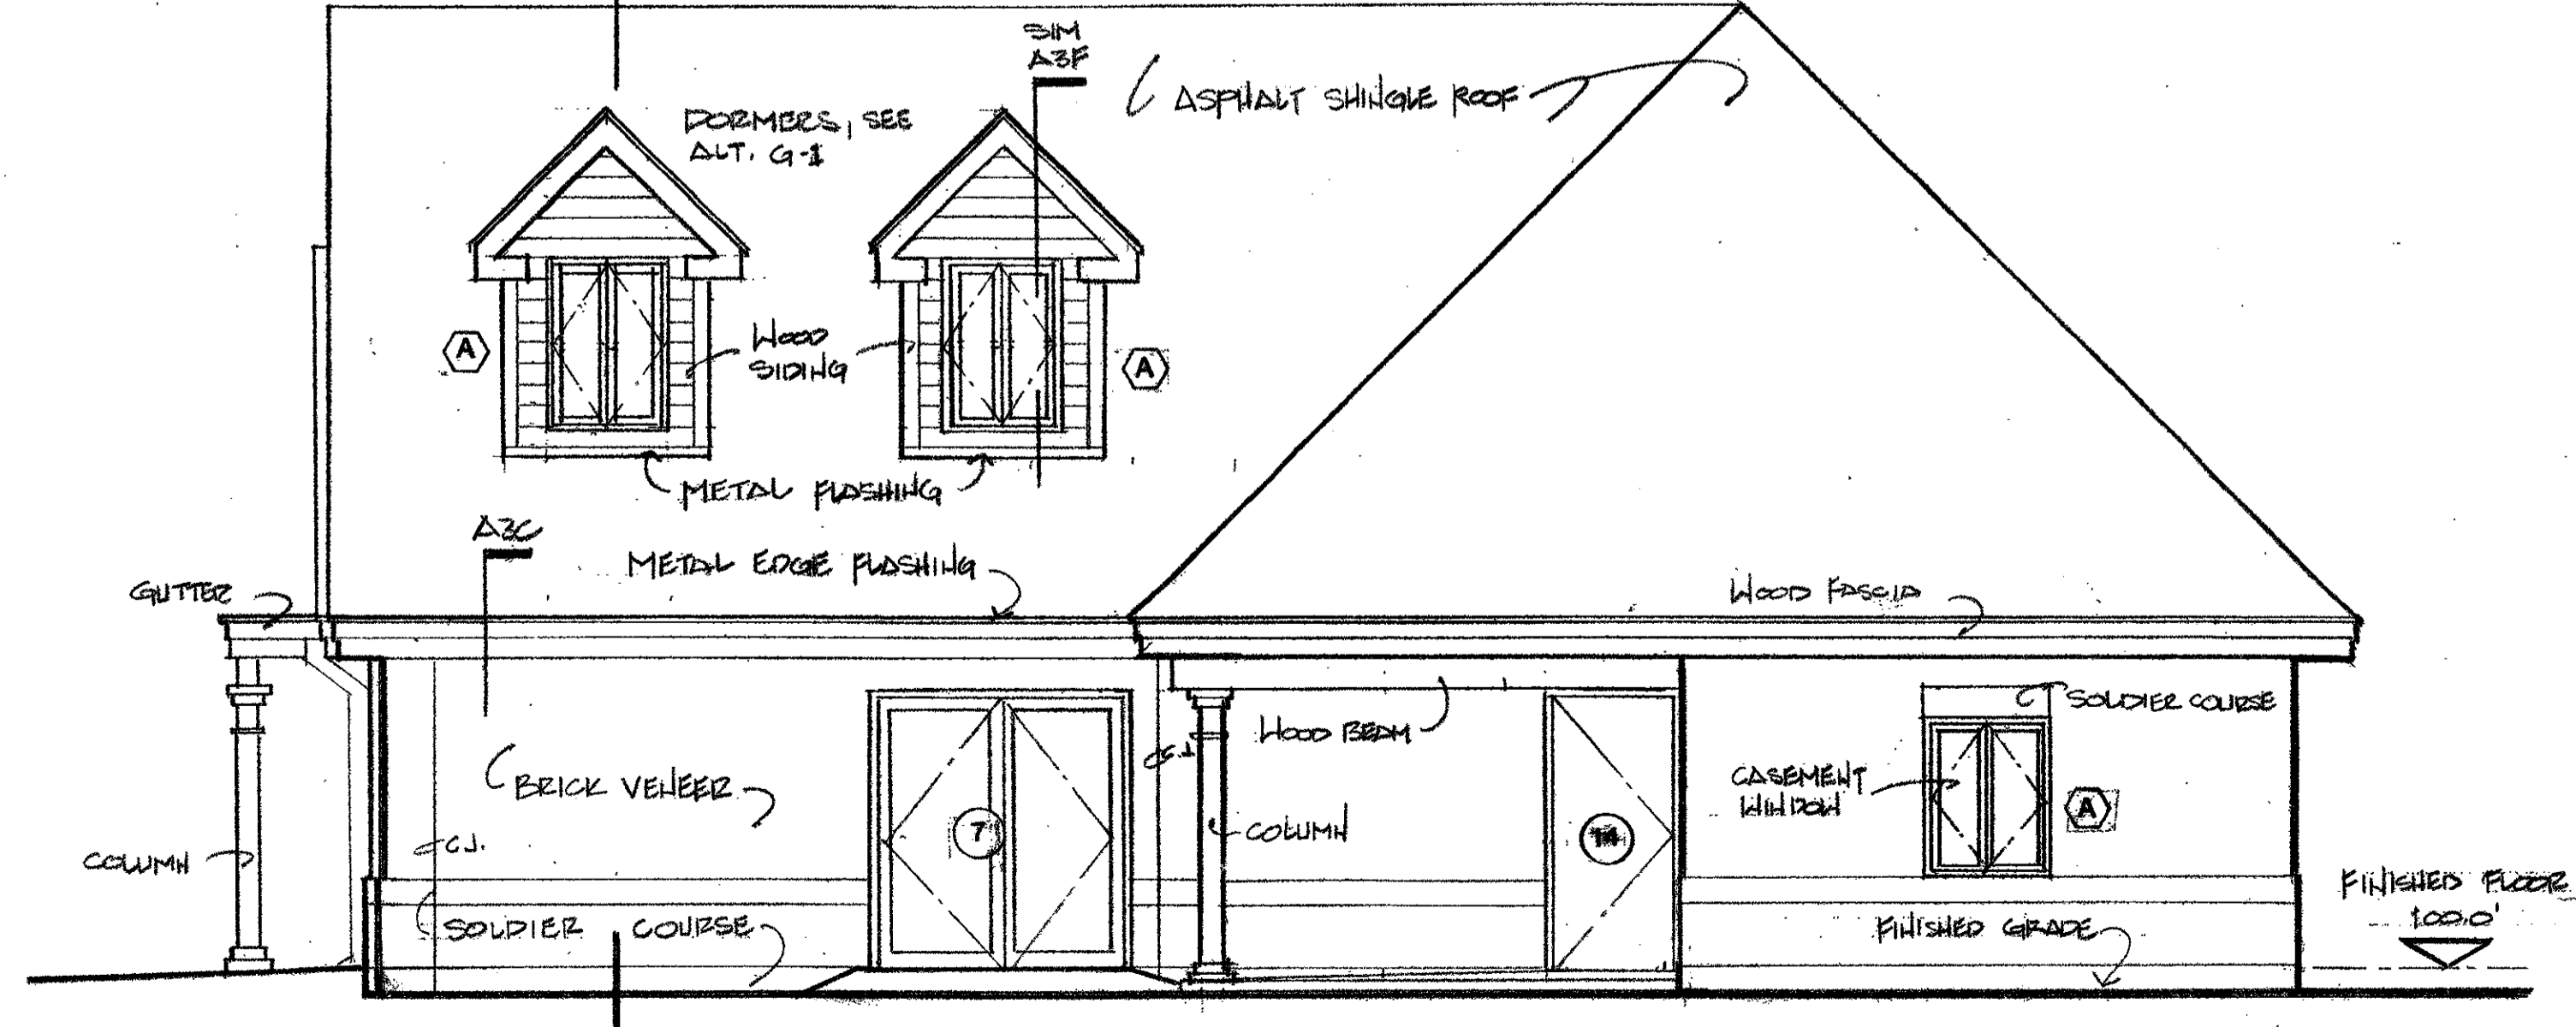 SIM
A3F
ASPHALT SHINGLE ROOF
DORMERS, SEE
ALT. G-1
A
WOOD
SIDING
A
METAL FLASHING
A3C
METAL EDGE FLASHING
GUTTER
WOOD FASCIA
SOLDIER COURSE
WOOD BEAM
C.J.
BRICK VENEER
CASEMENT
WINDOW
A
7
14
COLUMN
C.J.
COLUMN
FINISHED FLOOR
100.0'
SOLDIER COURSE
FINISHED GRADE